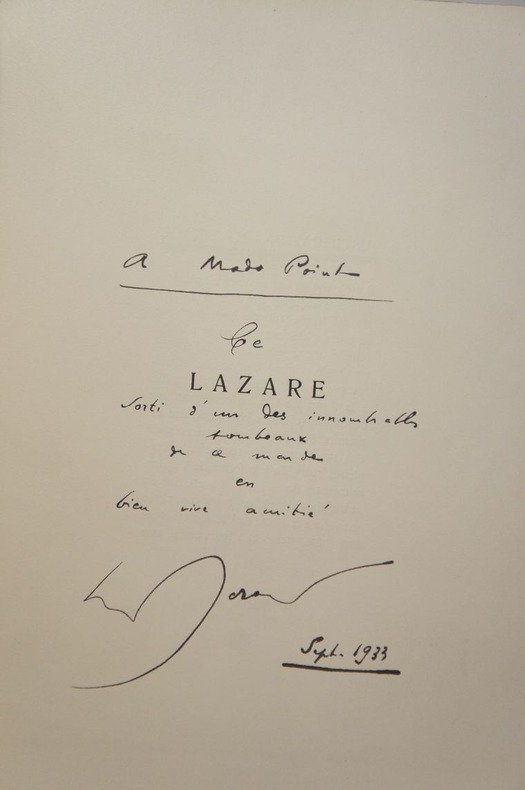 A Mado Point
Ce
LAZARE
Sorti d'un des innombrables
tombeaux
de ce monde
en
bien vive amitié
Sept. 1933